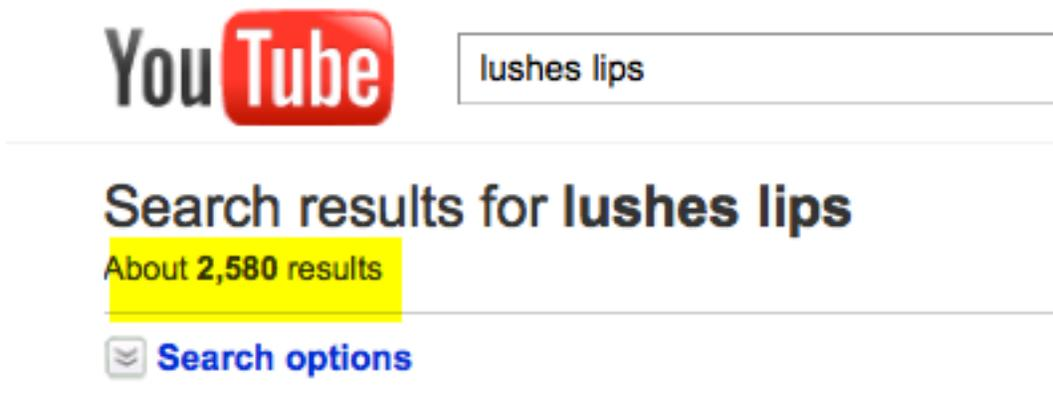 YouTube
lushes lips
Search results for lushes lips
About 2,580 results
Search options